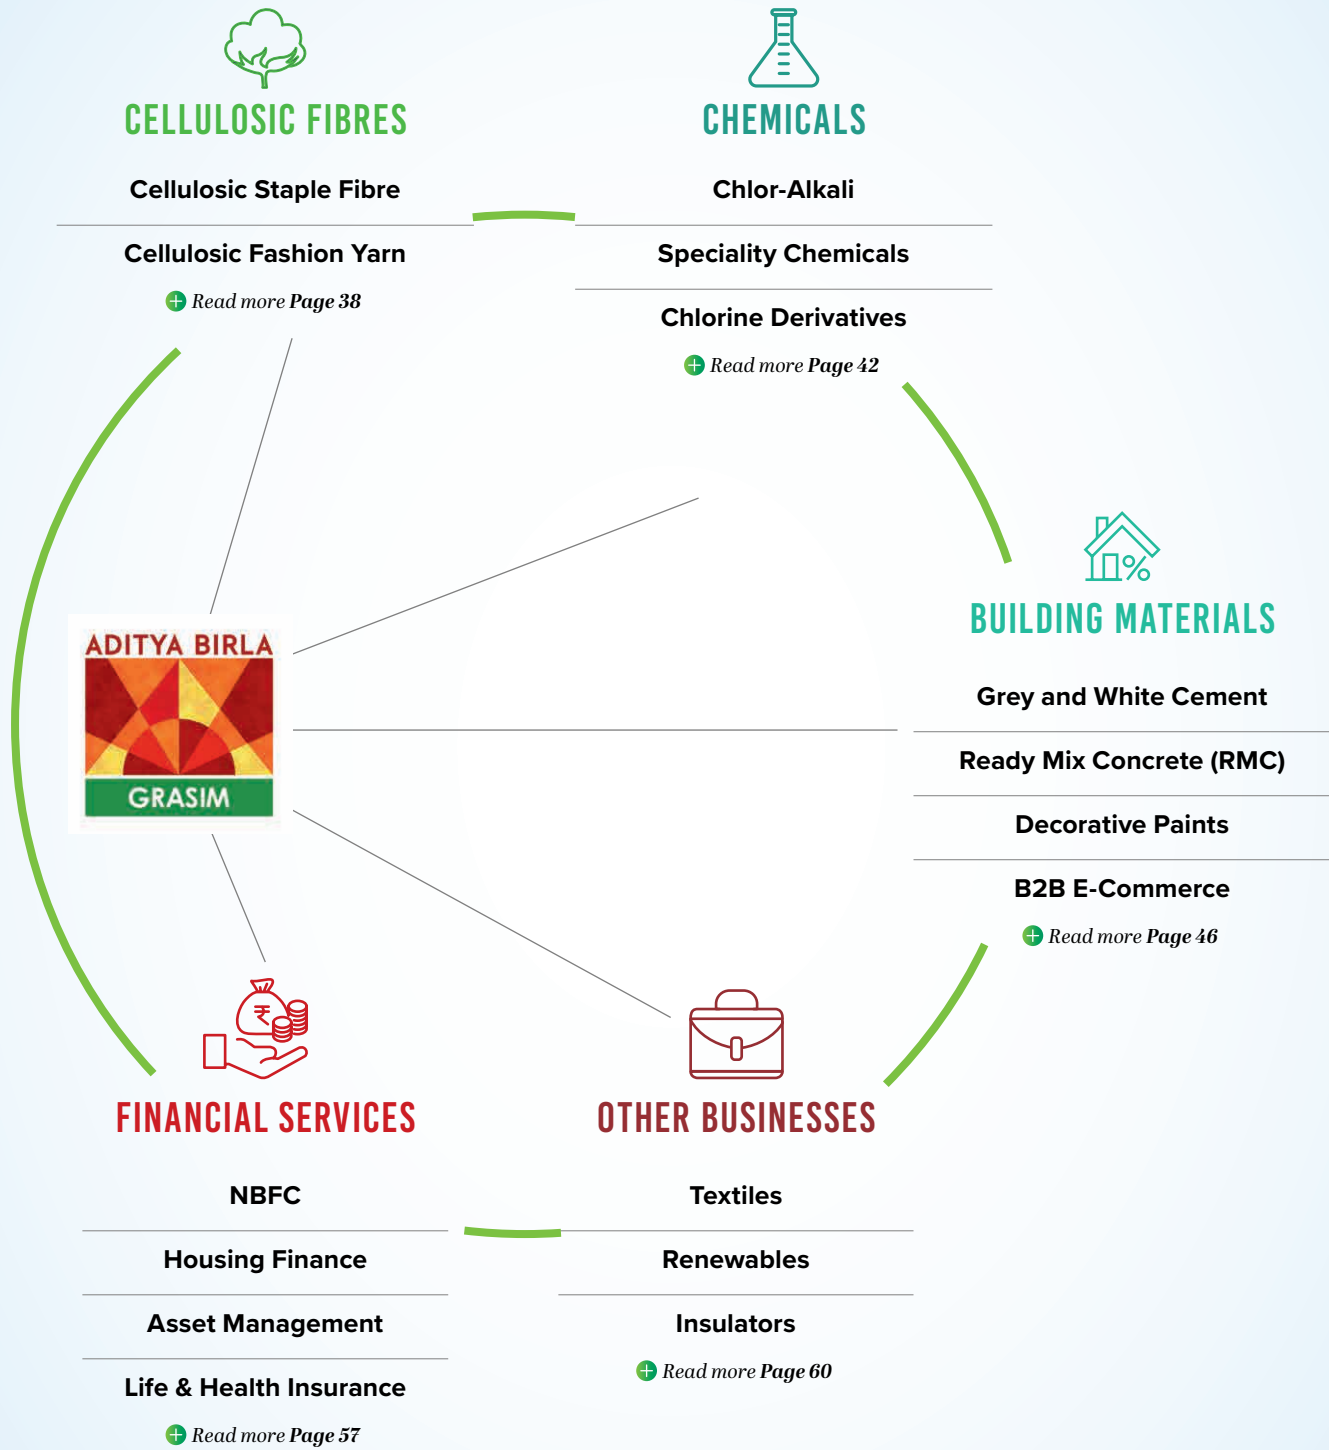 CELLULOSIC FIBRES
Cellulosic Staple Fibre
Cellulosic Fashion Yarn
Read more Page 38
CHEMICALS
Chlor-Alkali
Speciality Chemicals
Chlorine Derivatives
Read more Page 42
BUILDING MATERIALS
Grey and White Cement
Ready Mix Concrete (RMC)
Decorative Paints
B2B E-Commerce
Read more Page 46
ADITYA BIRLA
GRASIM
FINANCIAL SERVICES
NBFC
Housing Finance
Asset Management
Life & Health Insurance
Read more Page 57
OTHER BUSINESSES
Textiles
Renewables
Insulators
Read more Page 60